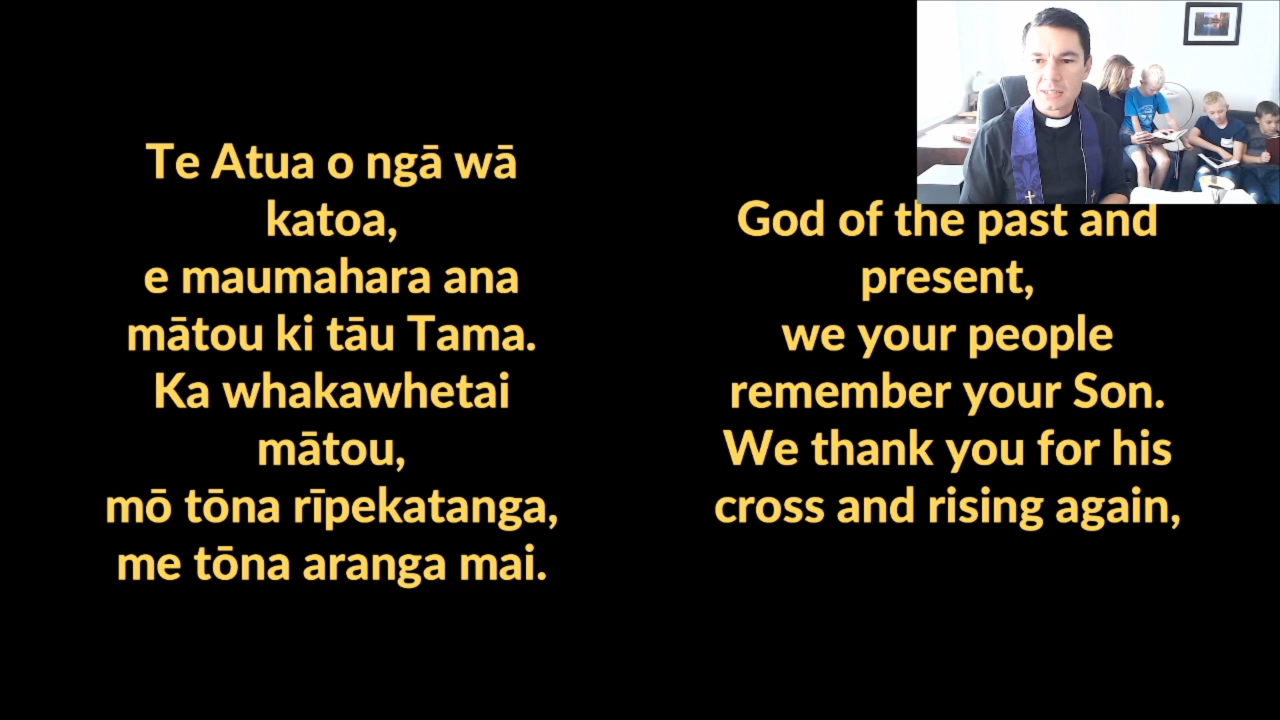 Te Atua o ngā wā
katoa,
e maumahara ana
mātou ki tāu Tama.
Ka whakawhetai
mātou,
mō tōna rīpekatanga,
me tōna aranga mai.
God of the past and
present,
we your people
remember your Son.
We thank you for his
cross and rising again,